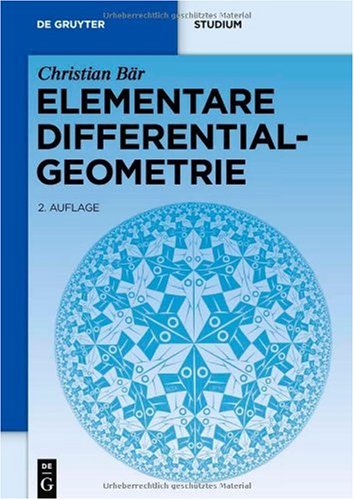 Urheberrechtlich geschütztes Material
DE GRUYTER STUDIUM
Christian Bär
ELEMENTARE
DIFFERENTIAL-
GEOMETRIE
2. AUFLAGE
DE
G
Urheberrechtlich geschütztes Material